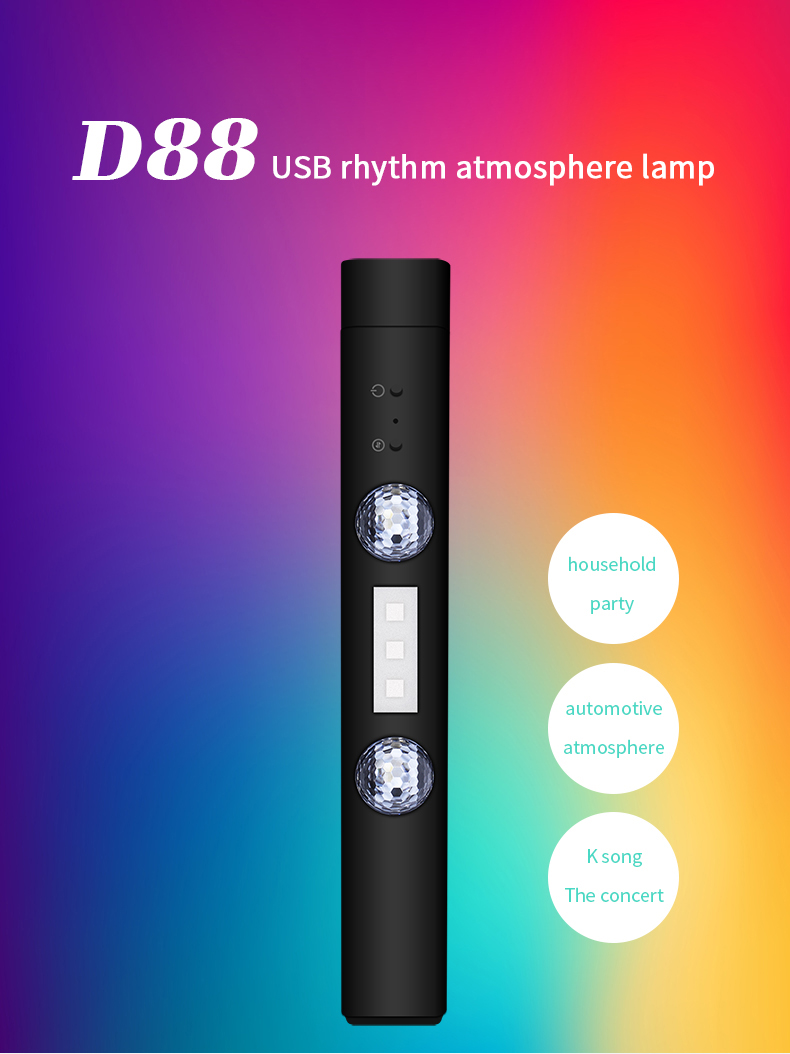 D88 USB rhythm atmosphere lamp
household
party
automotive
atmosphere
K song
The concert